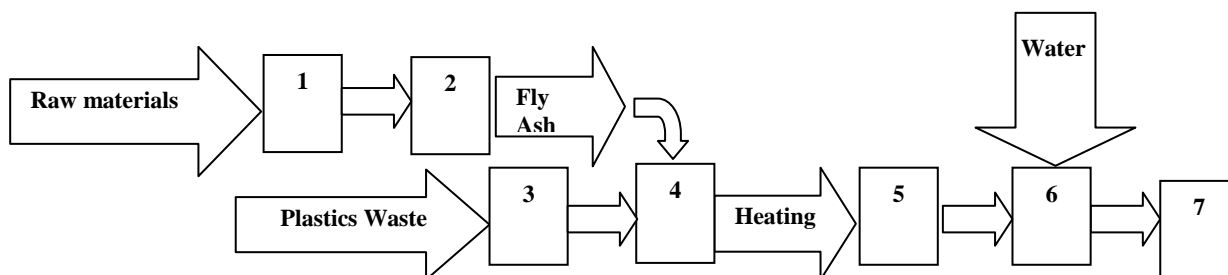 Raw materials
1
2
Fly
Ash
Water
Plastics Waste
3
4
Heating
5
6
7